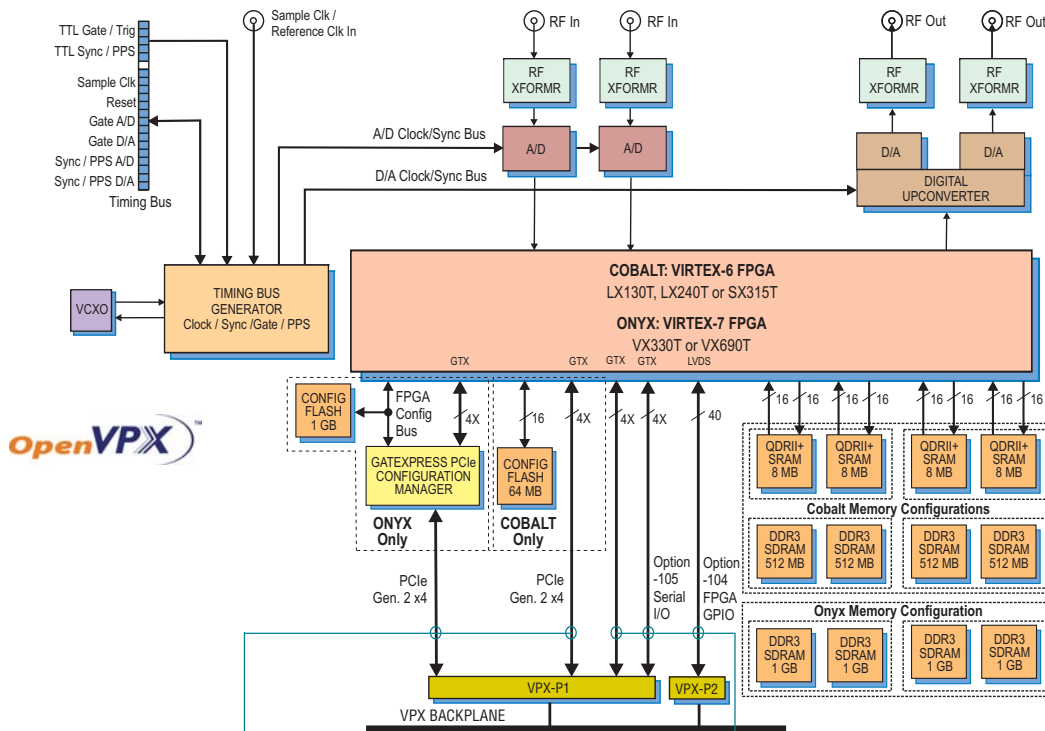 Sample Clk /
Reference Clk In
RF In
RF In
RF Out
RF Out
TTL Gate / Trig
TTL Sync / PPS
Sample Clk
Reset
Gate A/D
Gate D/A
Sync / PPS A/D
Sync / PPS D/A
Timing Bus
RF
XFORMR
RF
XFORMR
RF
XFORMR
RF
XFORMR
A/D Clock/Sync Bus
A/D
A/D
D/A
D/A
D/A Clock/Sync Bus
DIGITAL
UPCONVERTER
VCXO
TIMING BUS
GENERATOR
Clock / Sync /Gate / PPS
COBALT: VIRTEX-6 FPGA
LX130T, LX240T or SX315T
ONYX: VIRTEX-7 FPGA
VX330T or VX690T
GTX
GTX
GTX
GTX
LVDS
CONFIG
FLASH
1 GB
FPGA
Config
Bus
4X
16
4X
4X
4X
40
16
16
16
16
16
16
16
16
OpenVPX™
GATEXPRESS PCIe
CONFIGURATION
MANAGER
CONFIG
FLASH
64 MB
ONYX
Only
COBALT
Only
QDRII+
SRAM
8 MB
QDRII+
SRAM
8 MB
QDRII+
SRAM
8 MB
QDRII+
SRAM
8 MB
Cobalt Memory Configurations
DDR3
SDRAM
512 MB
DDR3
SDRAM
512 MB
DDR3
SDRAM
512 MB
DDR3
SDRAM
512 MB
PCIe
Gen. 2 x4
PCIe
Gen. 2 x4
Option
-105
Serial
I/O
Option
-104
FPGA
GPIO
Onyx Memory Configuration
DDR3
SDRAM
1 GB
DDR3
SDRAM
1 GB
DDR3
SDRAM
1 GB
DDR3
SDRAM
1 GB
VPX-P1
VPX-P2
VPX BACKPLANE